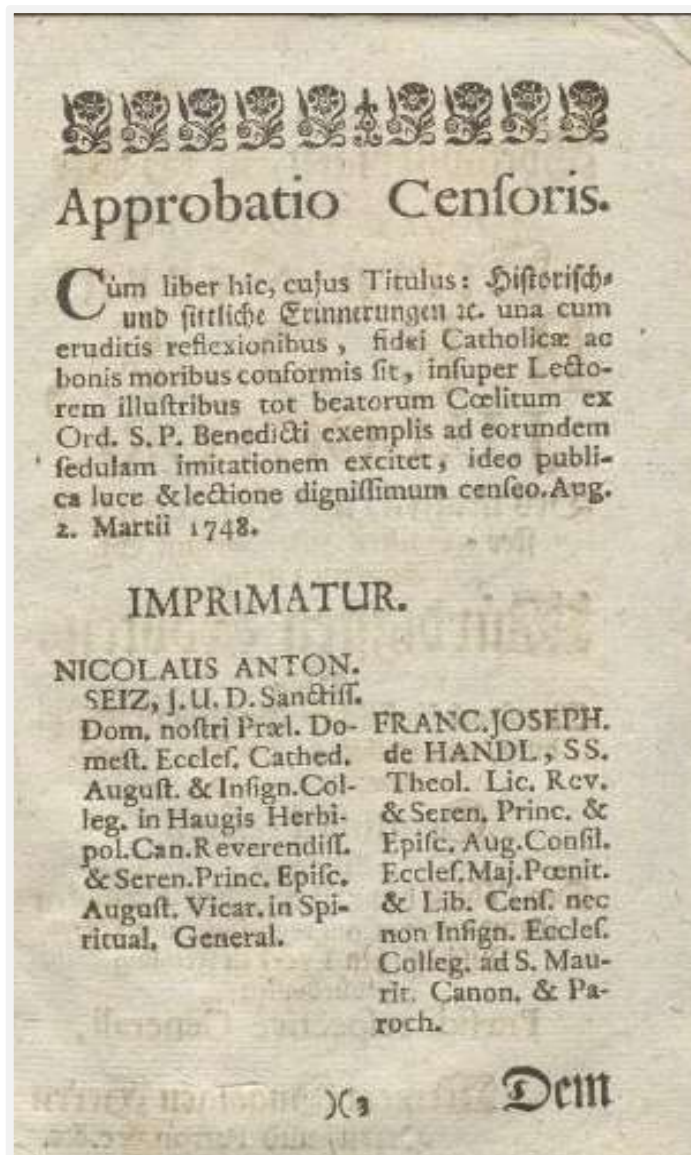 Approbatio Cenſoris.
Cùm liber hic, cujus Titulus: Hiſtoriſch-
und ſittliche Erinnerungen ꝛc. una cum
eruditis reflexionibus, fidei Catholicæ ac
bonis moribus conformis ſit, inſuper Lecto-
rem illuſtribus tot beatorum Cœlitum ex
Ord. S. P. Benedicti exemplis ad eorundem
ſedulam imitationem excitet, ideo publi-
ca luce & lectione digniſſimum cenſeo. Aug.
2. Martii 1748.
IMPRIMATUR.
NICOLAUS ANTON.
SEIZ, J. U. D. Sanctiſſ.
Dom. noſtri Præl. Do-
meſt. Eccleſ. Cathed.
Auguſt. & Inſign. Col-
leg. in Haugis Herbi-
pol. Can. Reverendiſſ.
& Seren. Princ. Epiſc.
Auguſt. Vicar. in Spi-
ritual. General.
FRANC. JOSEPH.
de HANDL, SS.
Theol. Lic. Rev.
& Seren. Princ. &
Epiſc. Aug. Conſil.
Eccleſ. Maj. Pœnit.
& Lib. Cenſ. nec
non Inſign. Eccleſ.
Colleg. ad S. Mau-
rit. Canon. & Pa-
roch.
)( 3
Dem